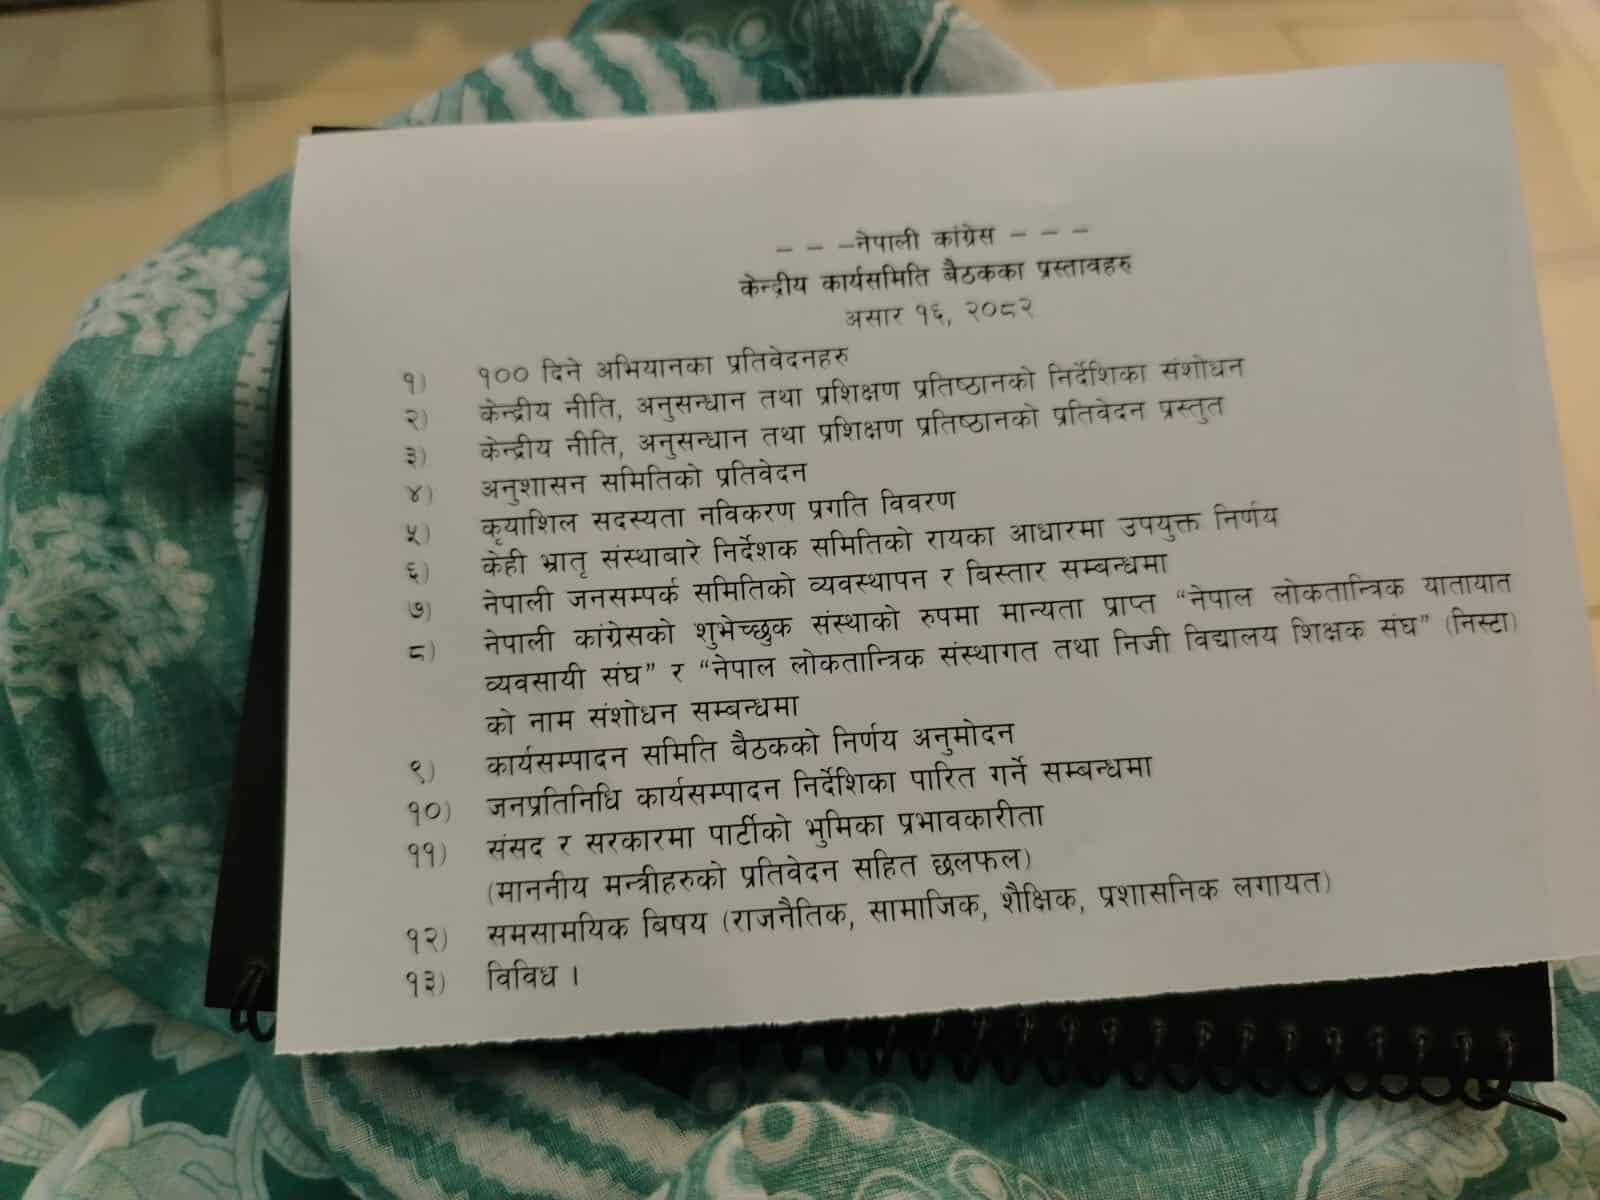 - - -नेपाली कांग्रेस - - -
केन्द्रीय कार्यसमिति बैठकका प्रस्तावहरु
असार १६, २०८२
१) १०० दिने अभियानका प्रतिवेदनहरु
२) केन्द्रीय नीति, अनुसन्धान तथा प्रशिक्षण प्रतिष्ठानको निर्देशिका संशोधन
३) केन्द्रीय नीति, अनुसन्धान तथा प्रशिक्षण प्रतिष्ठानको प्रतिवेदन प्रस्तुत
४) अनुशासन समितिको प्रतिवेदन
५) कृयाशिल सदस्यता नविकरण प्रगति विवरण
६) केही भ्रातृ संस्थाबारे निर्देशक समितिको रायका आधारमा उपयुक्त निर्णय
७) नेपाली जनसम्पर्क समितिको व्यवस्थापन र बिस्तार सम्बन्धमा
८) नेपाली कांग्रेसको शुभेच्छुक संस्थाको रुपमा मान्यता प्राप्त “नेपाल लोकतान्त्रिक यातायात
व्यवसायी संघ” र “नेपाल लोकतान्त्रिक संस्थागत तथा निजी विद्यालय शिक्षक संघ” (निस्टा)
को नाम संशोधन सम्बन्धमा
९) कार्यसम्पादन समिति बैठकको निर्णय अनुमोदन
१०) जनप्रतिनिधि कार्यसम्पादन निर्देशिका पारित गर्ने सम्बन्धमा
११) संसद र सरकारमा पार्टीको भुमिका प्रभावकारीता
(माननीय मन्त्रीहरुको प्रतिवेदन सहित छलफल)
१२) समसामयिक बिषय (राजनैतिक, सामाजिक, शैक्षिक, प्रशासनिक लगायत)
१३) विविध ।